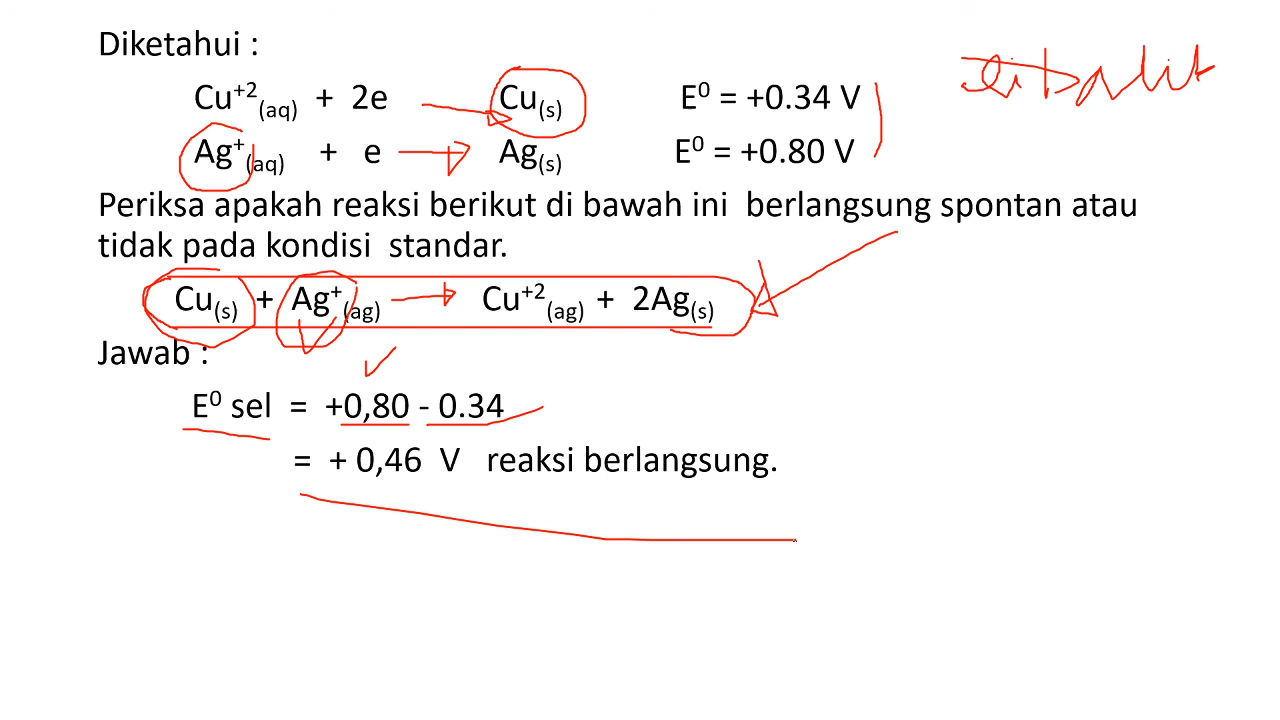 Diketahui :
Cu⁺²₍aq₎ + 2e → Cu₍s₎ E⁰ = +0.34 V
Ag⁺₍aq₎ + e → Ag₍s₎ E⁰ = +0.80 V
dibalik
Periksa apakah reaksi berikut di bawah ini berlangsung spontan atau
tidak pada kondisi standar.
Cu₍s₎ + Ag⁺₍ag₎ → Cu⁺²₍ag₎ + 2Ag₍s₎
Jawab :
E⁰ sel = +0,80 - 0.34
= + 0,46 V reaksi berlangsung.